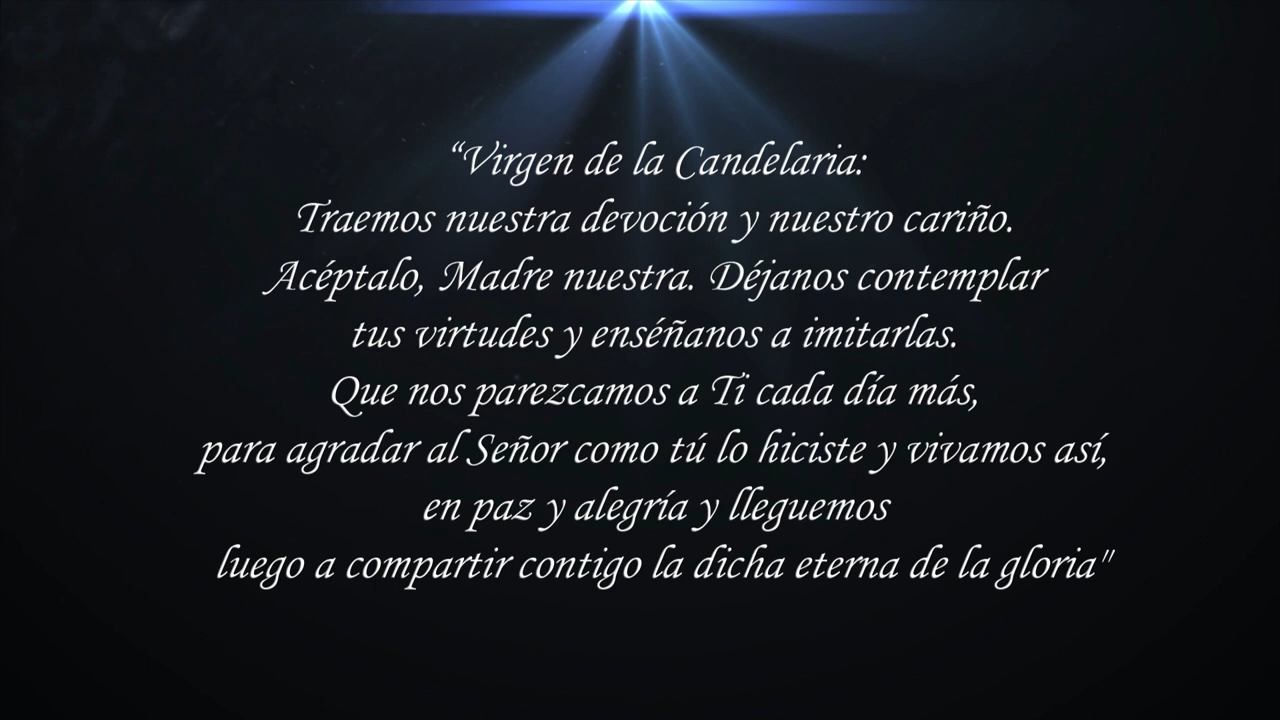 “Virgen de la Candelaria:
Traemos nuestra devoción y nuestro cariño.
Acéptalo, Madre nuestra. Déjanos contemplar
tus virtudes y enséñanos a imitarlas.
Que nos parezcamos a Ti cada día más,
para agradar al Señor como tú lo hiciste y vivamos así,
en paz y alegría y lleguemos
luego a compartir contigo la dicha eterna de la gloria"